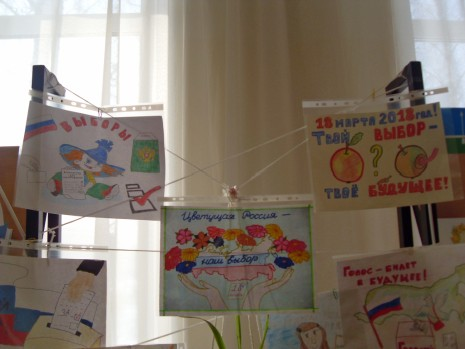 ВЫБОРЫ
18 МАРТА 2018 ГОД!
ТВОЙ ВЫБОР -
?
ТВОЁ БУДУЩЕЕ!
Цветущая Россия -
наш выбор
Голос - билет
в будущее!